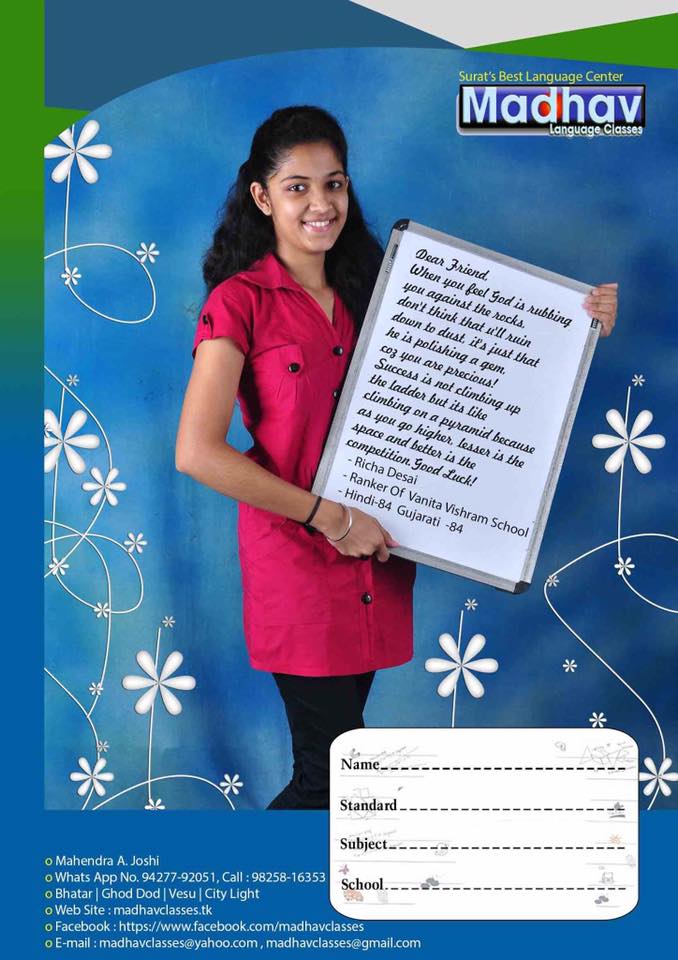 Surat's Best Language Center
Madhav
Language Classes
Dear Friend,
When you feel God is rubbing
you against the rocks,
don't think that u'll ruin
down to dust, it's just that
he is polishing a gem
coz you are precious!
Success is not climbing up
the ladder but its like
climbing on a pyramid because
as you go higher, lesser is the
space and better is the
competition. Good Luck!
- Richa Desai
- Ranker Of Vanita Vishram School
- Hindi-84 Gujarati -84
Name
Standard
Subject
School
Mahendra A. Joshi
Whats App No. 94277-92051, Call : 98258-16353
Bhatar | Ghod Dod | Vesu | City Light
Web Site : madhavclasses.tk
Facebook : https://www.facebook.com/madhavclasses
E-mail : madhavclasses@yahoo.com , madhavclasses@gmail.com